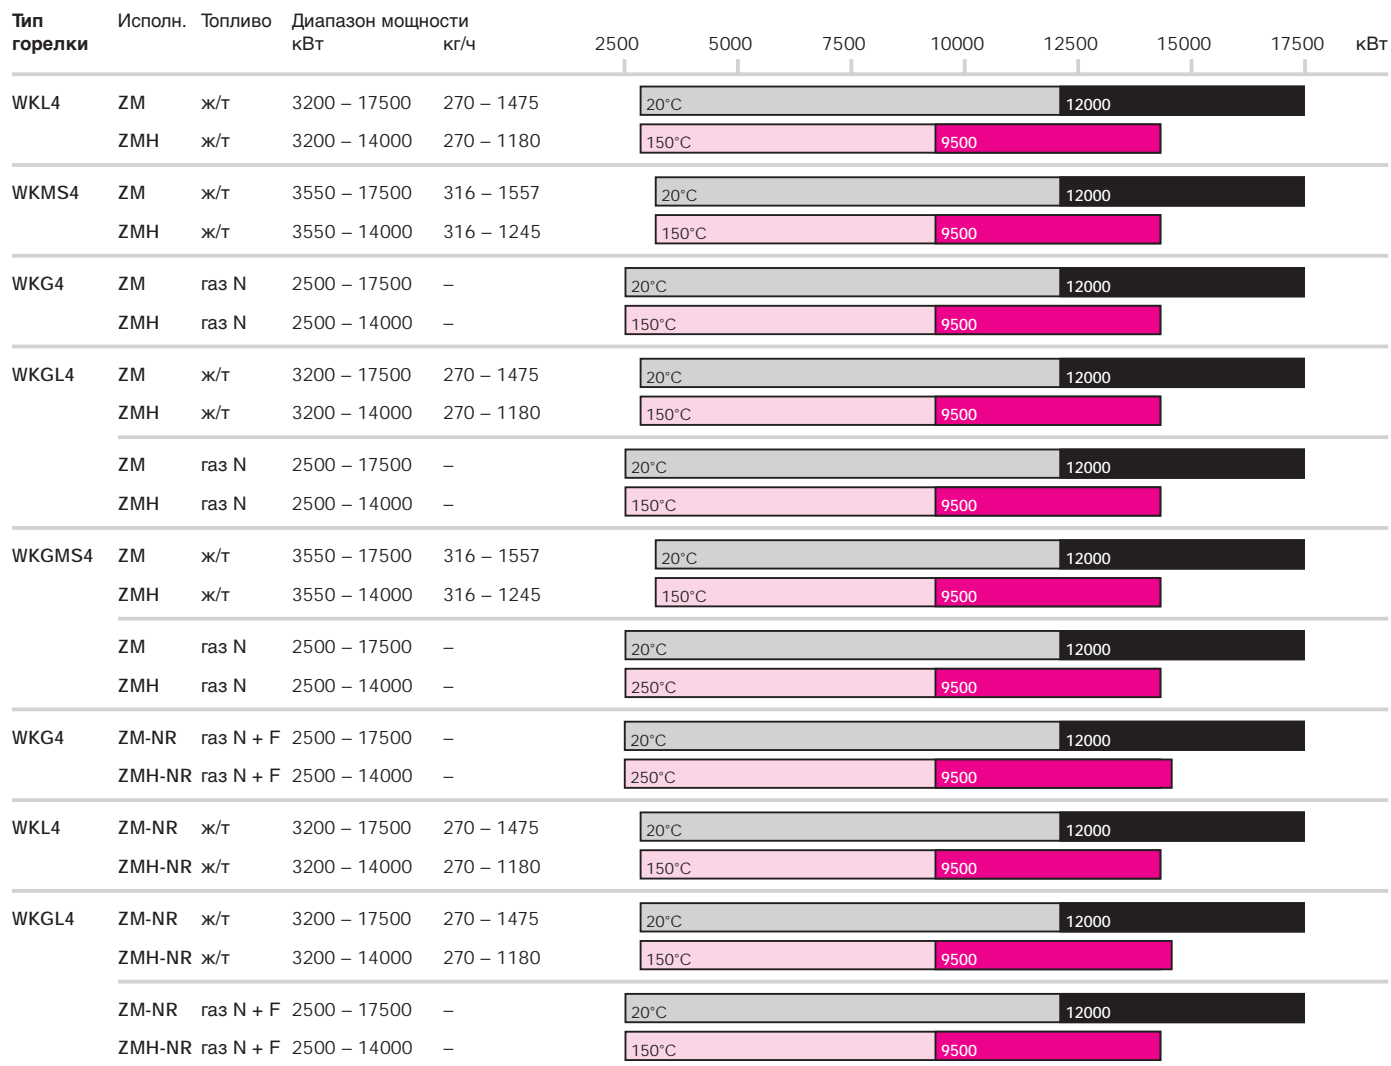 Тип Исполн. Топливо Диапазон мощности
горелки кВт кг/ч 2500 5000 7500 10000 12500 15000 17500 кВт
WKL4 ZM ж/т 3200 – 17500 270 – 1475 20°C 12000
ZMH ж/т 3200 – 14000 270 – 1180 150°C 9500
WKMS4 ZM ж/т 3550 – 17500 316 – 1557 20°C 12000
ZMH ж/т 3550 – 14000 316 – 1245 150°C 9500
WKG4 ZM газ N 2500 – 17500 – 20°C 12000
ZMH газ N 2500 – 14000 – 150°C 9500
WKGL4 ZM ж/т 3200 – 17500 270 – 1475 20°C 12000
ZMH ж/т 3200 – 14000 270 – 1180 150°C 9500
ZM газ N 2500 – 17500 – 20°C 12000
ZMH газ N 2500 – 14000 – 150°C 9500
WKGMS4 ZM ж/т 3550 – 17500 316 – 1557 20°C 12000
ZMH ж/т 3550 – 14000 316 – 1245 150°C 9500
ZM газ N 2500 – 17500 – 20°C 12000
ZMH газ N 2500 – 14000 – 250°C 9500
WKG4 ZM-NR газ N + F 2500 – 17500 – 20°C 12000
ZMH-NR газ N + F 2500 – 14000 – 250°C 9500
WKL4 ZM-NR ж/т 3200 – 17500 270 – 1475 20°C 12000
ZMH-NR ж/т 3200 – 14000 270 – 1180 150°C 9500
WKGL4 ZM-NR ж/т 3200 – 17500 270 – 1475 20°C 12000
ZMH-NR ж/т 3200 – 14000 270 – 1180 150°C 9500
ZM-NR газ N + F 2500 – 17500 – 20°C 12000
ZMH-NR газ N + F 2500 – 14000 – 150°C 9500